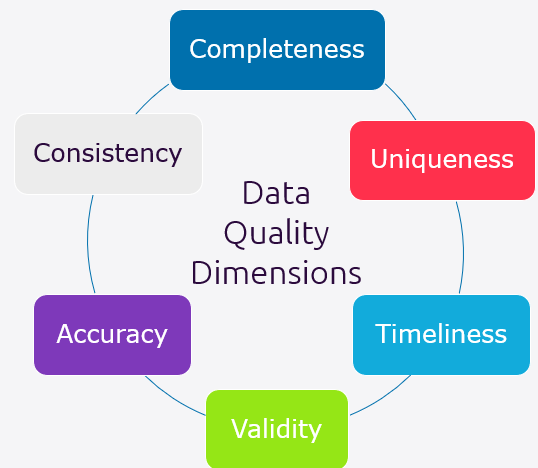 Completeness
Consistency
Uniqueness
Data
Quality
Dimensions
Accuracy
Timeliness
Validity